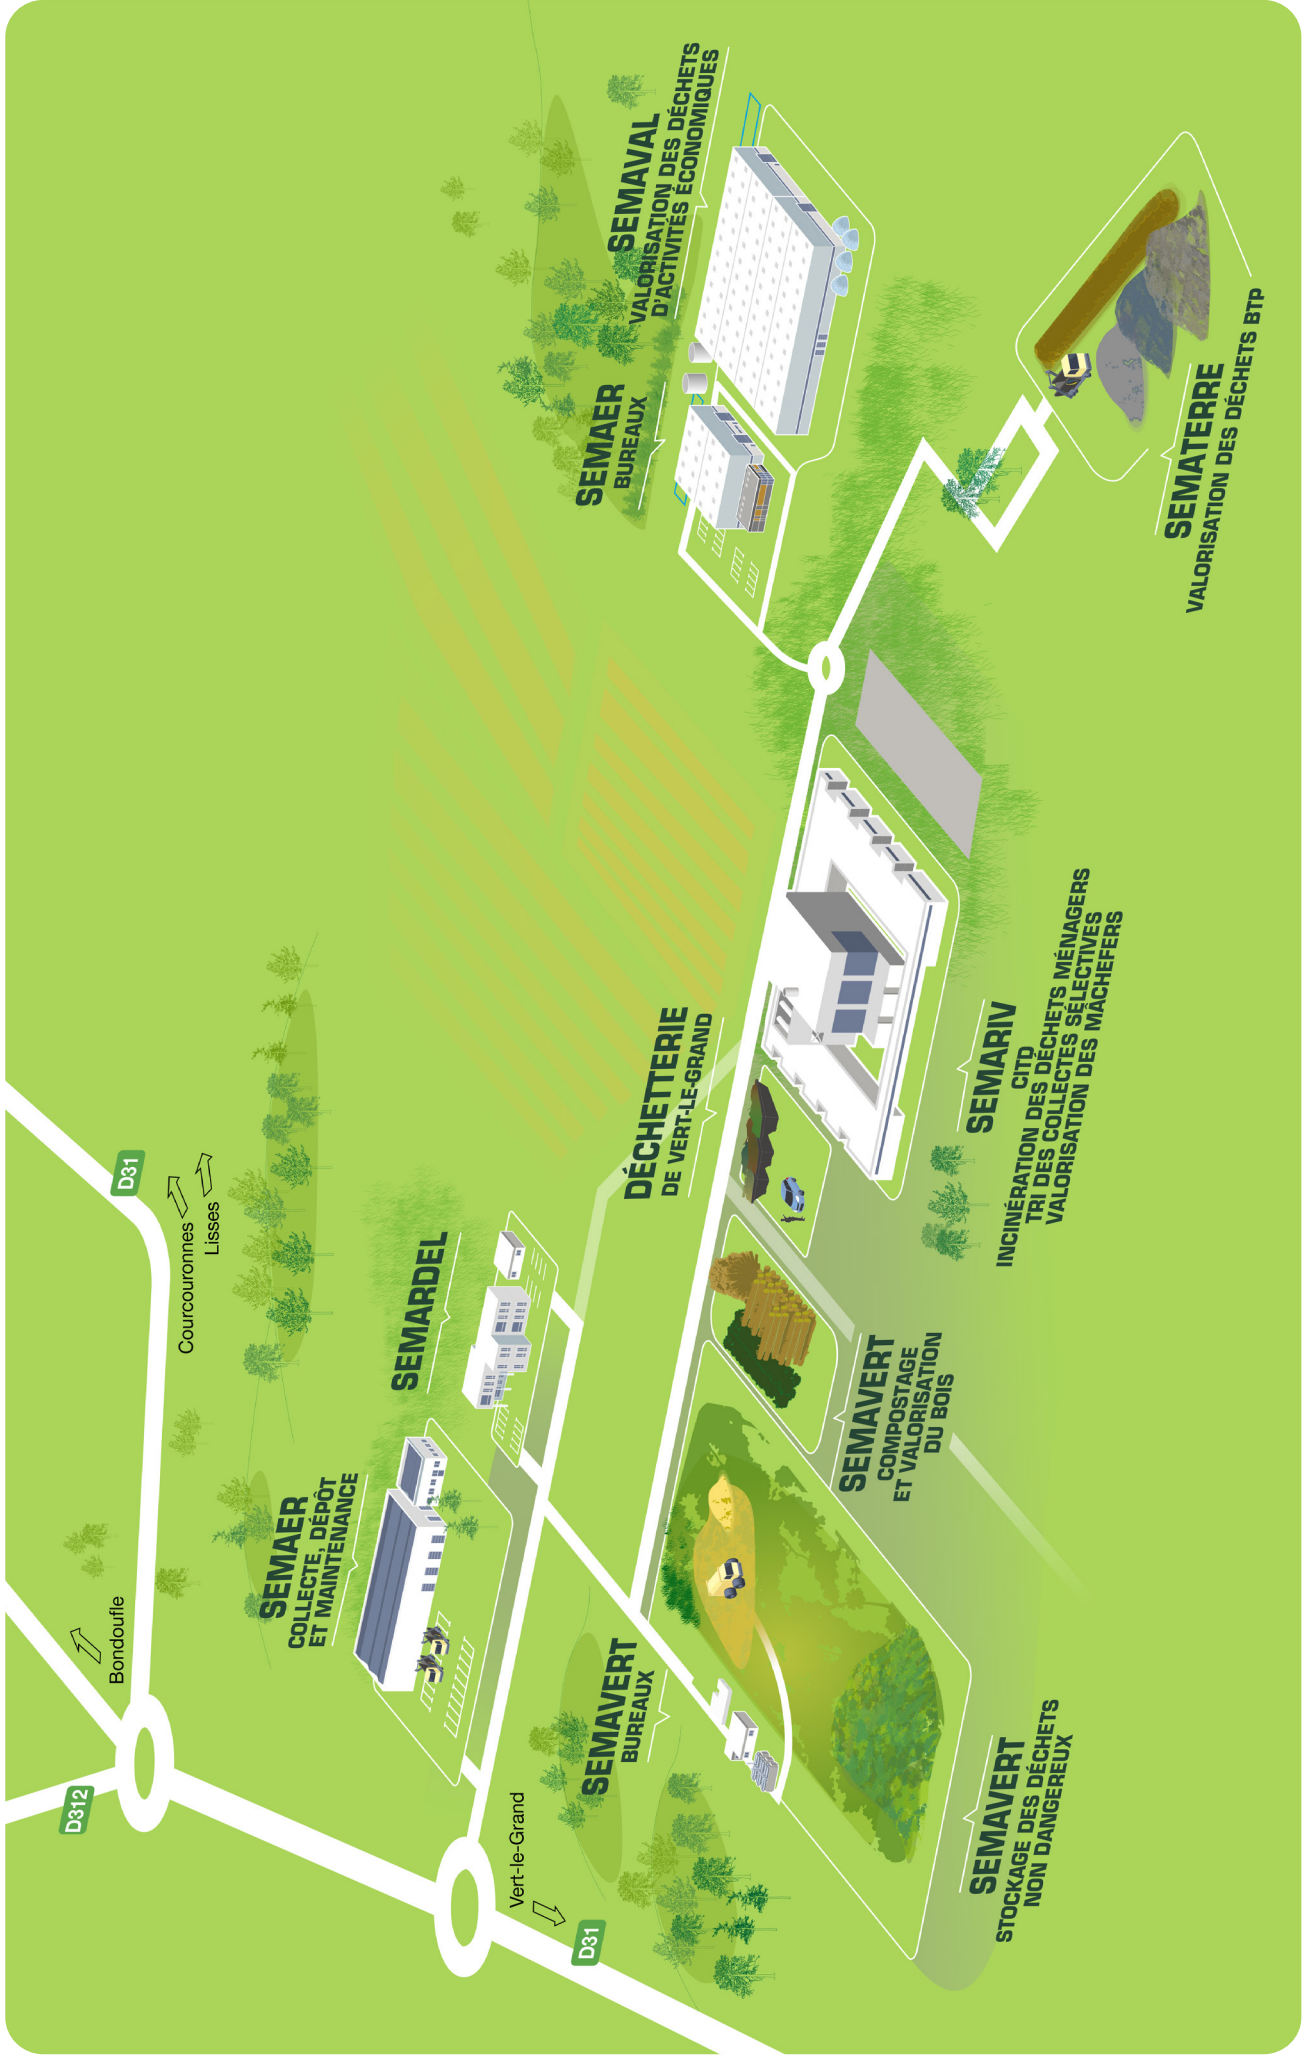 D312
D31
Bondoufle
Courcouronnes
Lisses
SEMAER
COLLECTE, DÉPÔT
ET MAINTENANCE
SEMARDEL
Vert-le-Grand
D31
SEMAVERT
BUREAUX
DÉCHETTERIE
DE VERT-LE-GRAND
SEMAER
BUREAUX
SEMAVAL
VALORISATION DES DÉCHETS
D'ACTIVITÉS ÉCONOMIQUES
SEMAVERT
STOCKAGE DES DÉCHETS
NON DANGEREUX
SEMAVERT
COMPOSTAGE
ET VALORISATION
DU BOIS
SEMARIV
CITD
INCINÉRATION DES DÉCHETS MÉNAGERS
TRI DES COLLECTES SÉLECTIVES
VALORISATION DES MÂCHEFERS
SEMATERRE
VALORISATION DES DÉCHETS BTP